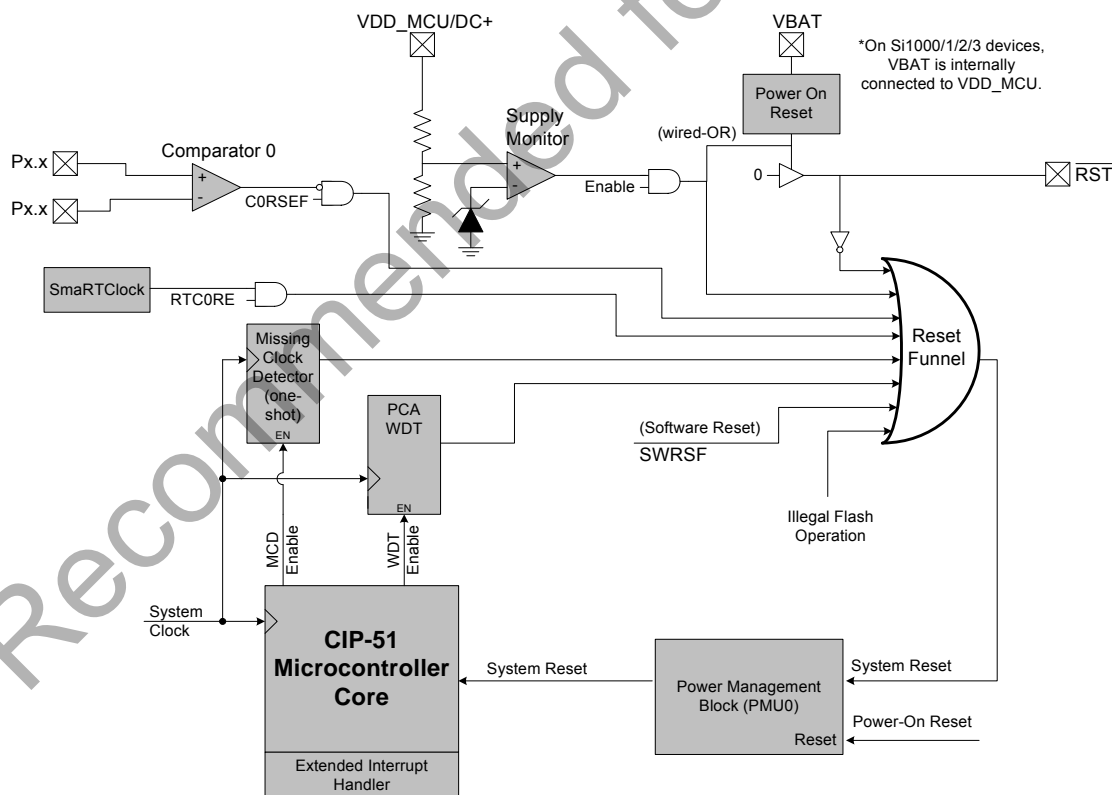 VDD_MCU/DC+
VBAT
*On Si1000/1/2/3 devices,
VBAT is internally
connected to VDD_MCU.
Power On
Reset
Supply
Monitor
(wired-OR)
Px.x
Comparator 0
+
-
+
-
0
RST
Enable
C0RSEF
Px.x
SmaRTClock
RTC0RE
Missing
Clock
Detector
(one-
shot)
EN
Reset
Funnel
PCA
WDT
EN
(Software Reset)
SWRSF
Illegal Flash
Operation
MCD
Enable
WDT
Enable
System
Clock
CIP-51
Microcontroller
Core
Extended Interrupt
Handler
System Reset
Power Management
Block (PMU0)
Reset
System Reset
Power-On Reset
Recommended fo